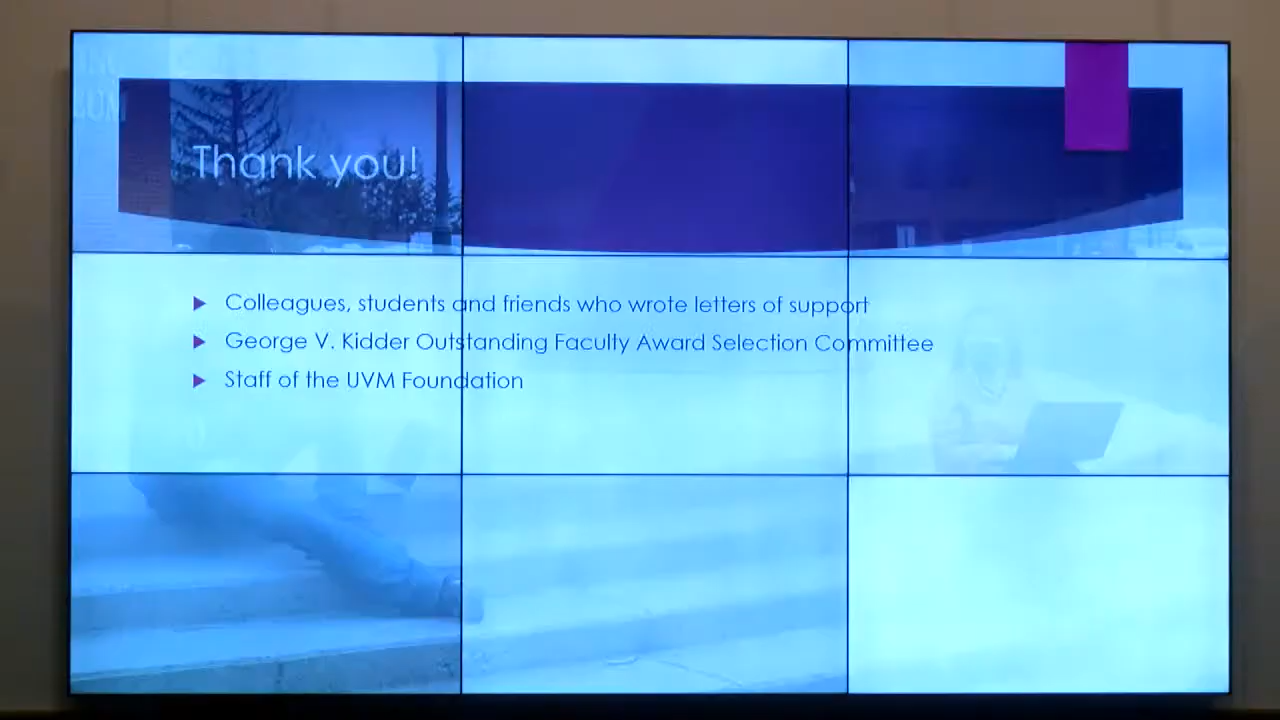 Thank you!
Colleagues, students and friends who wrote letters of support
George V. Kidder Outstanding Faculty Award Selection Committee
Staff of the UVM Foundation